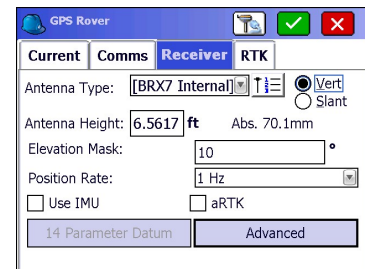 GPS Rover
Current Comms Receiver RTK
Antenna Type: [BRX7 Internal] Vert
Slant
Antenna Height: 6.5617 ft Abs. 70.1mm
Elevation Mask: 10 °
Position Rate: 1 Hz
Use IMU aRTK
14 Parameter Datum Advanced